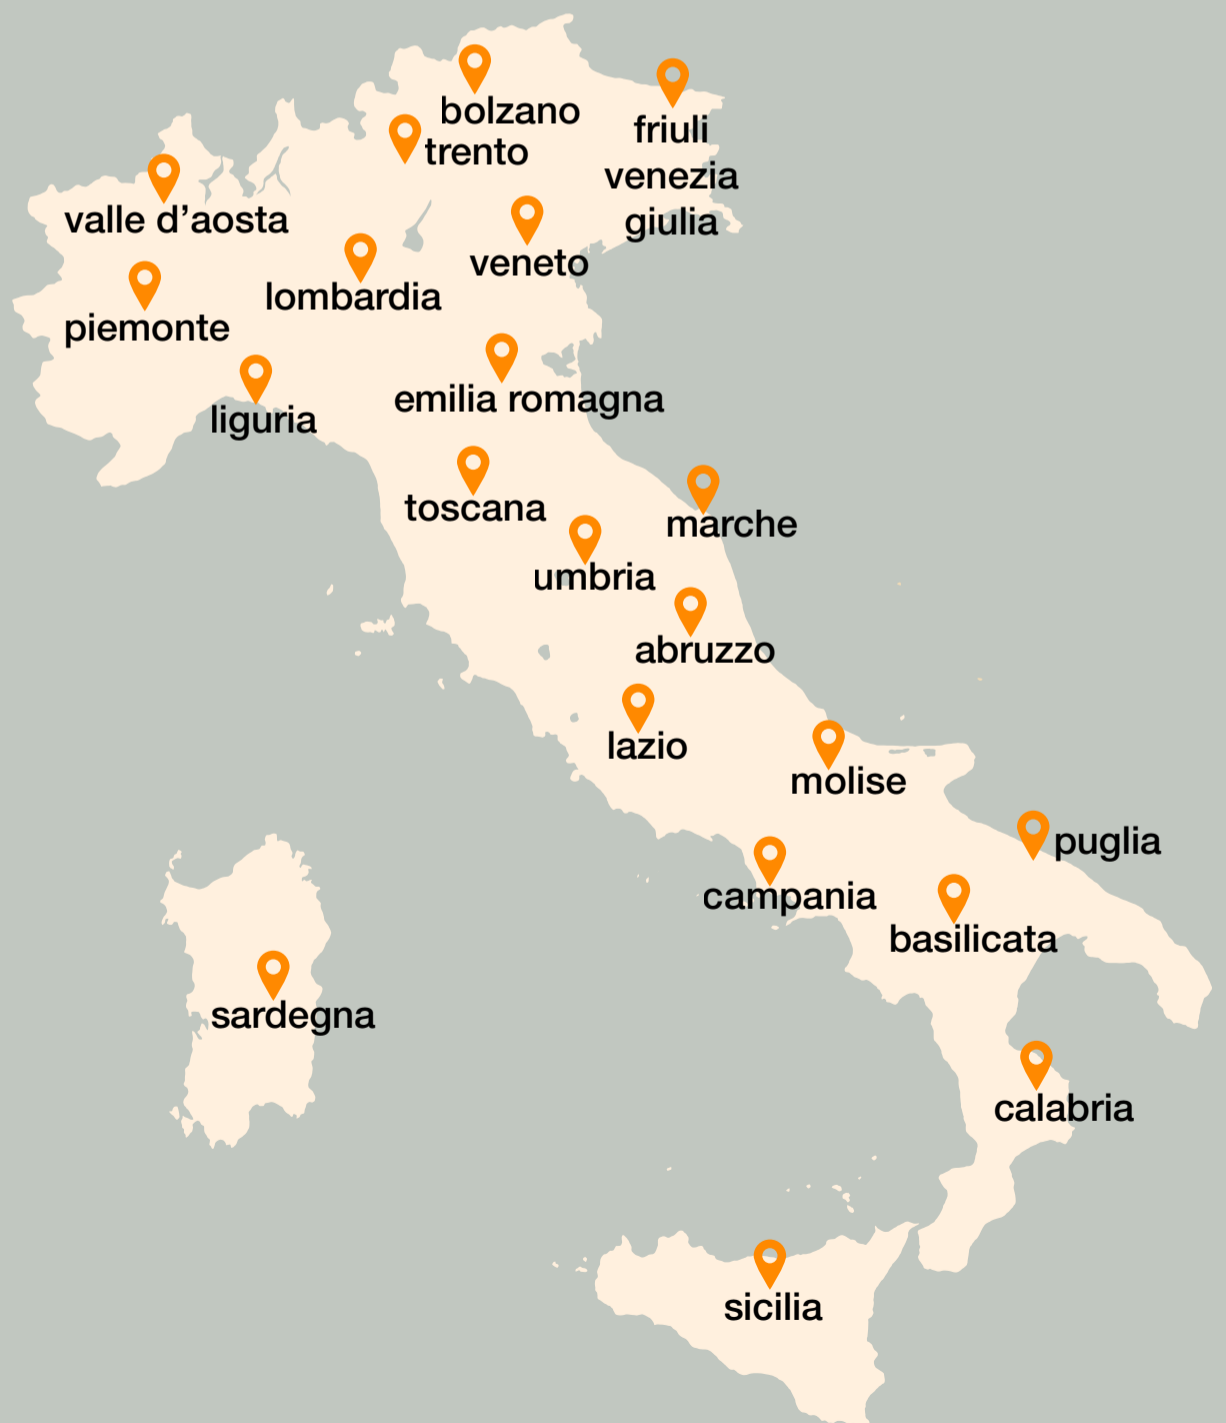 bolzano
friuli
venezia
giulia
trento
valle d’aosta
veneto
lombardia
piemonte
emilia romagna
liguria
toscana
marche
umbria
abruzzo
lazio
molise
puglia
campania
basilicata
sardegna
calabria
sicilia